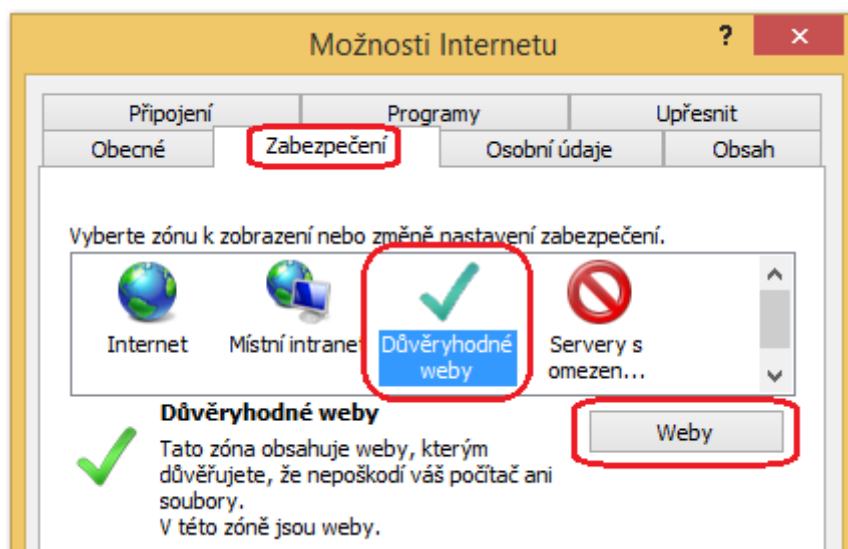 Možnosti Internetu
?
×
Připojení
Programy
Upřesnit
Obecné
Zabezpečení
Osobní údaje
Obsah
Vyberte zónu k zobrazení nebo změně nastavení zabezpečení.
Internet
Místní intranet
Důvěryhodné
weby
Servery s
omezen...
Důvěryhodné weby
Weby
Tato zóna obsahuje weby, kterým
důvěřujete, že nepoškodí váš počítač ani
soubory.
V této zóně jsou weby.